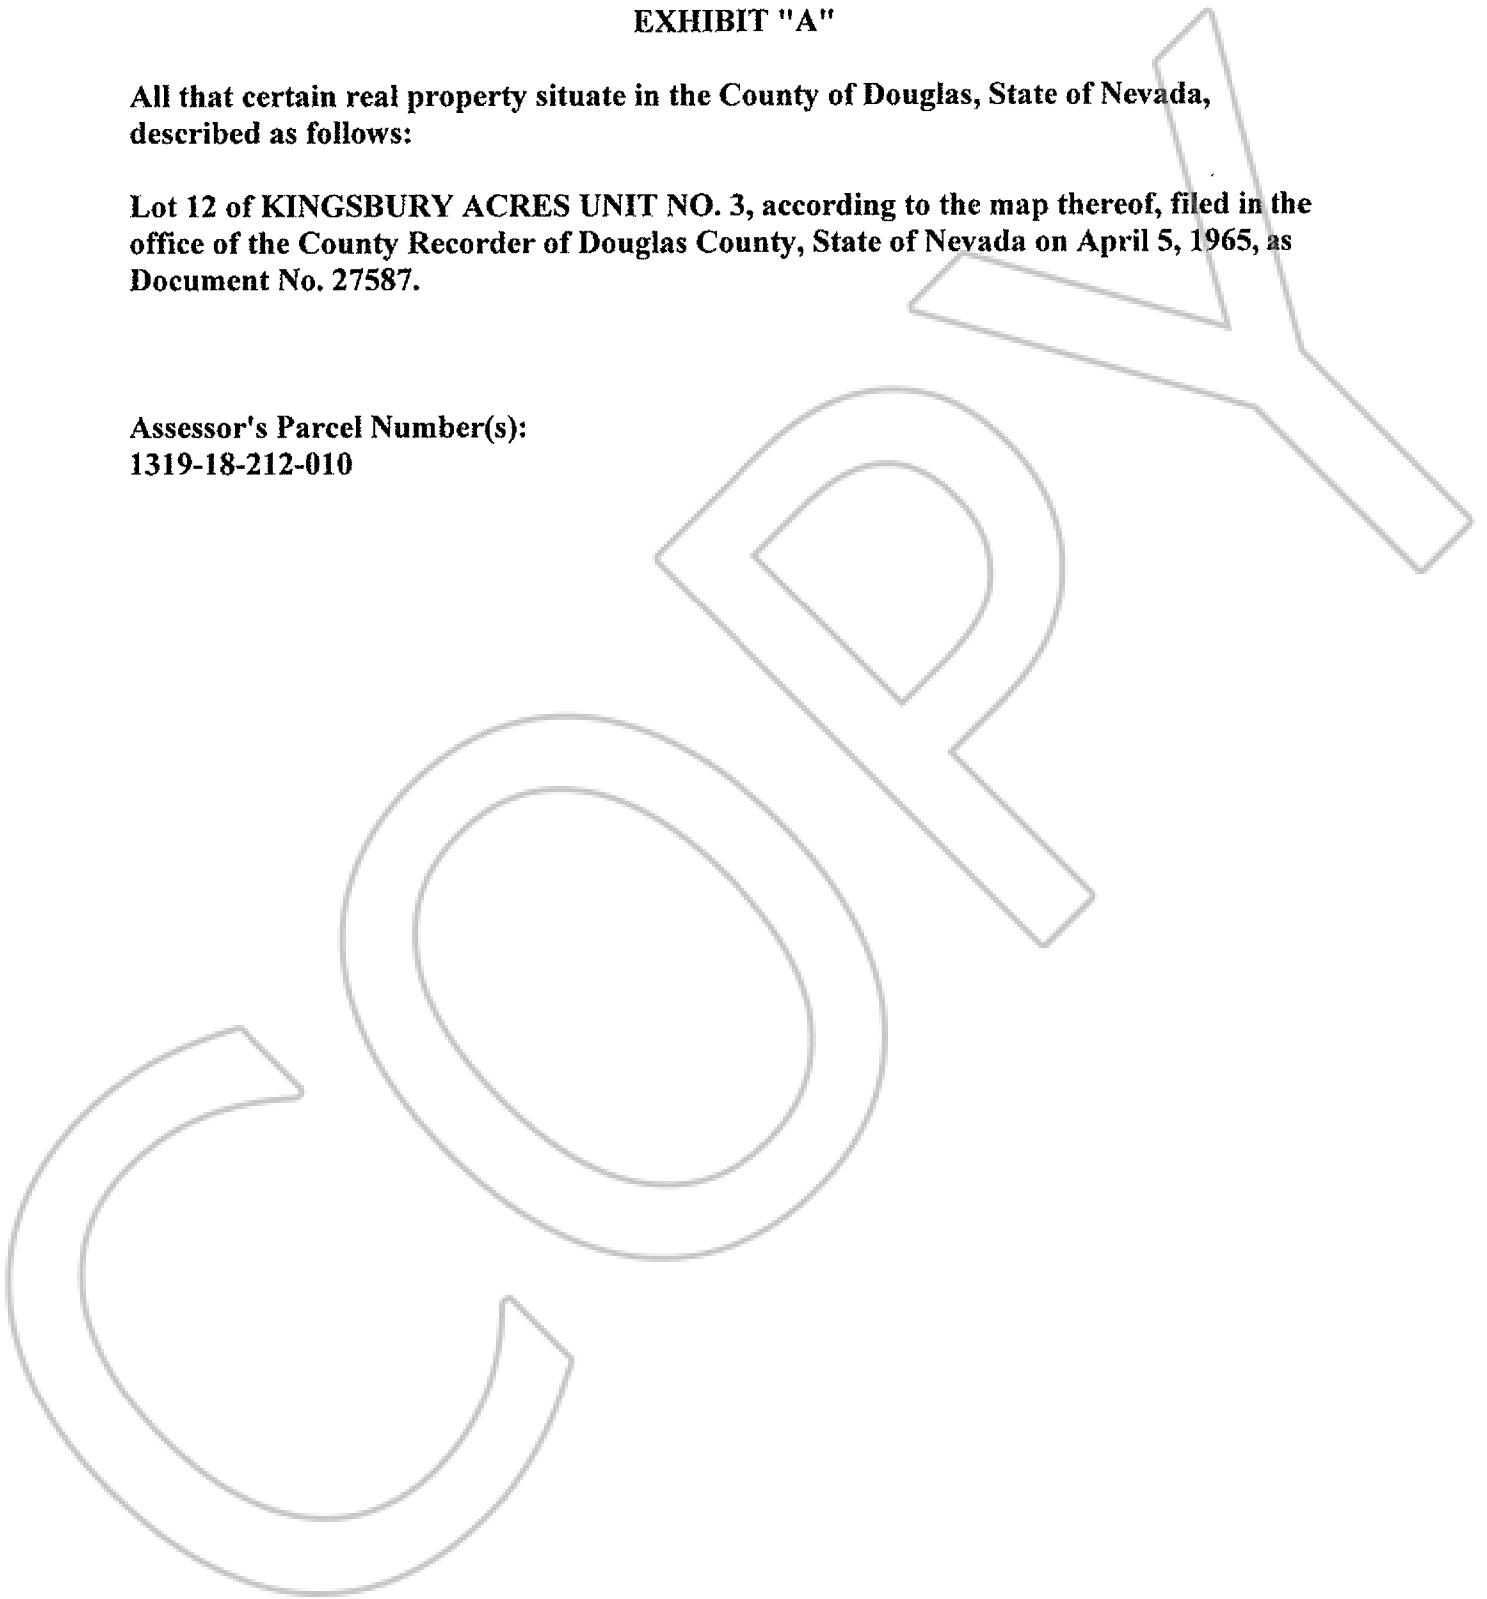 EXHIBIT "A"
All that certain real property situate in the County of Douglas, State of Nevada,
described as follows:
Lot 12 of KINGSBURY ACRES UNIT NO. 3, according to the map thereof, filed in the
office of the County Recorder of Douglas County, State of Nevada on April 5, 1965, as
Document No. 27587.
Assessor's Parcel Number(s):
1319-18-212-010
COPY